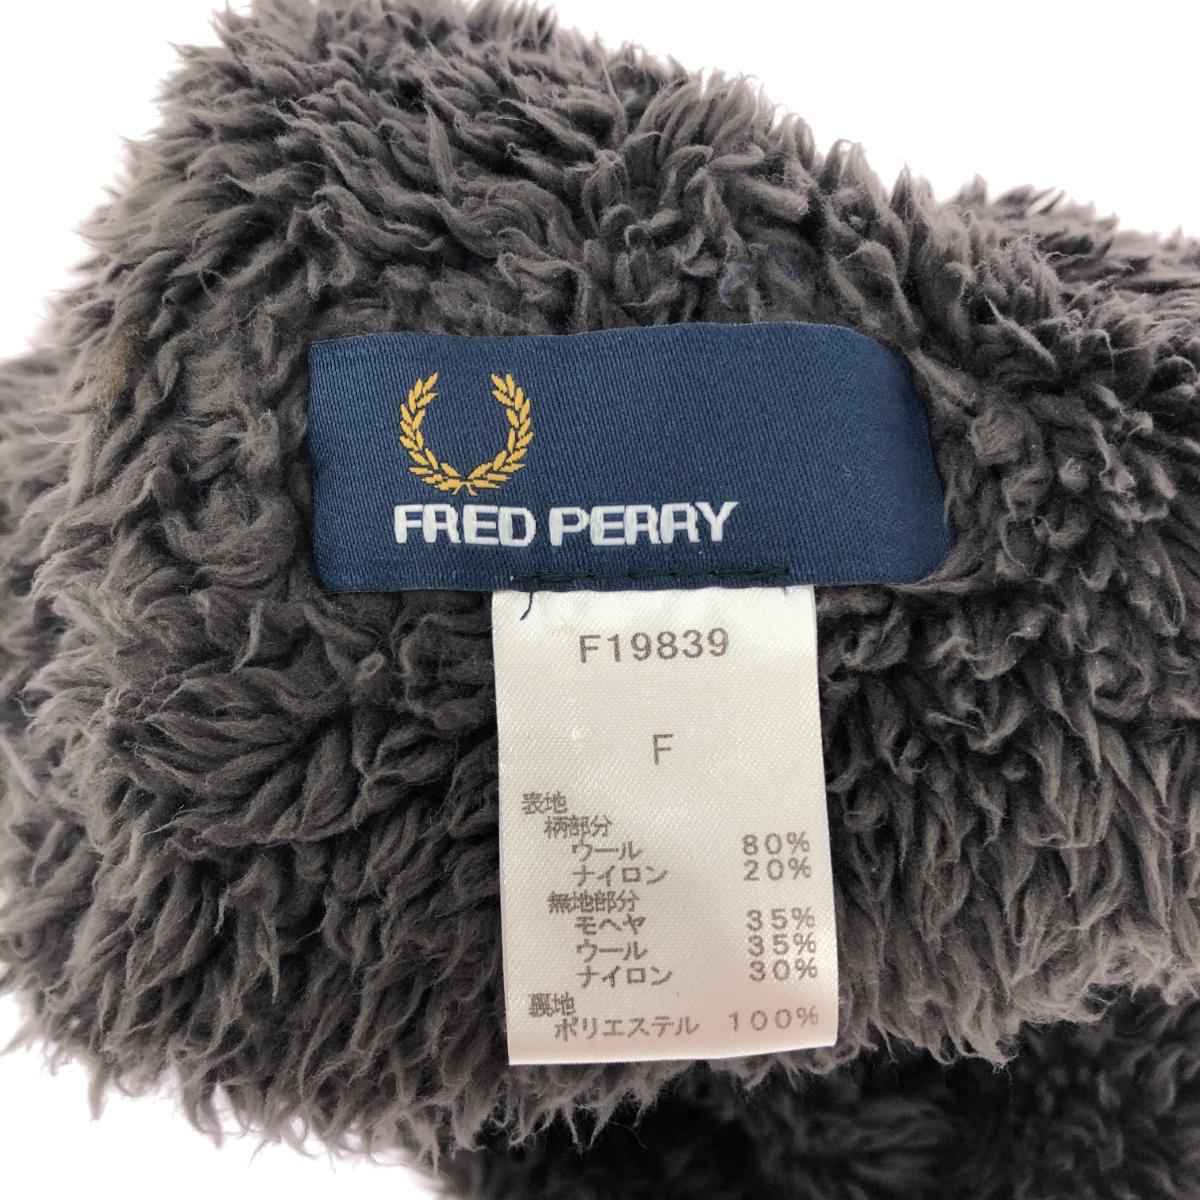 FRED PERRY
F19839
F
表地
柄部分
ウール 80%
ナイロン 20%
無地部分
モヘヤ 35%
ウール 35%
ナイロン 30%
裏地
ポリエステル 100%